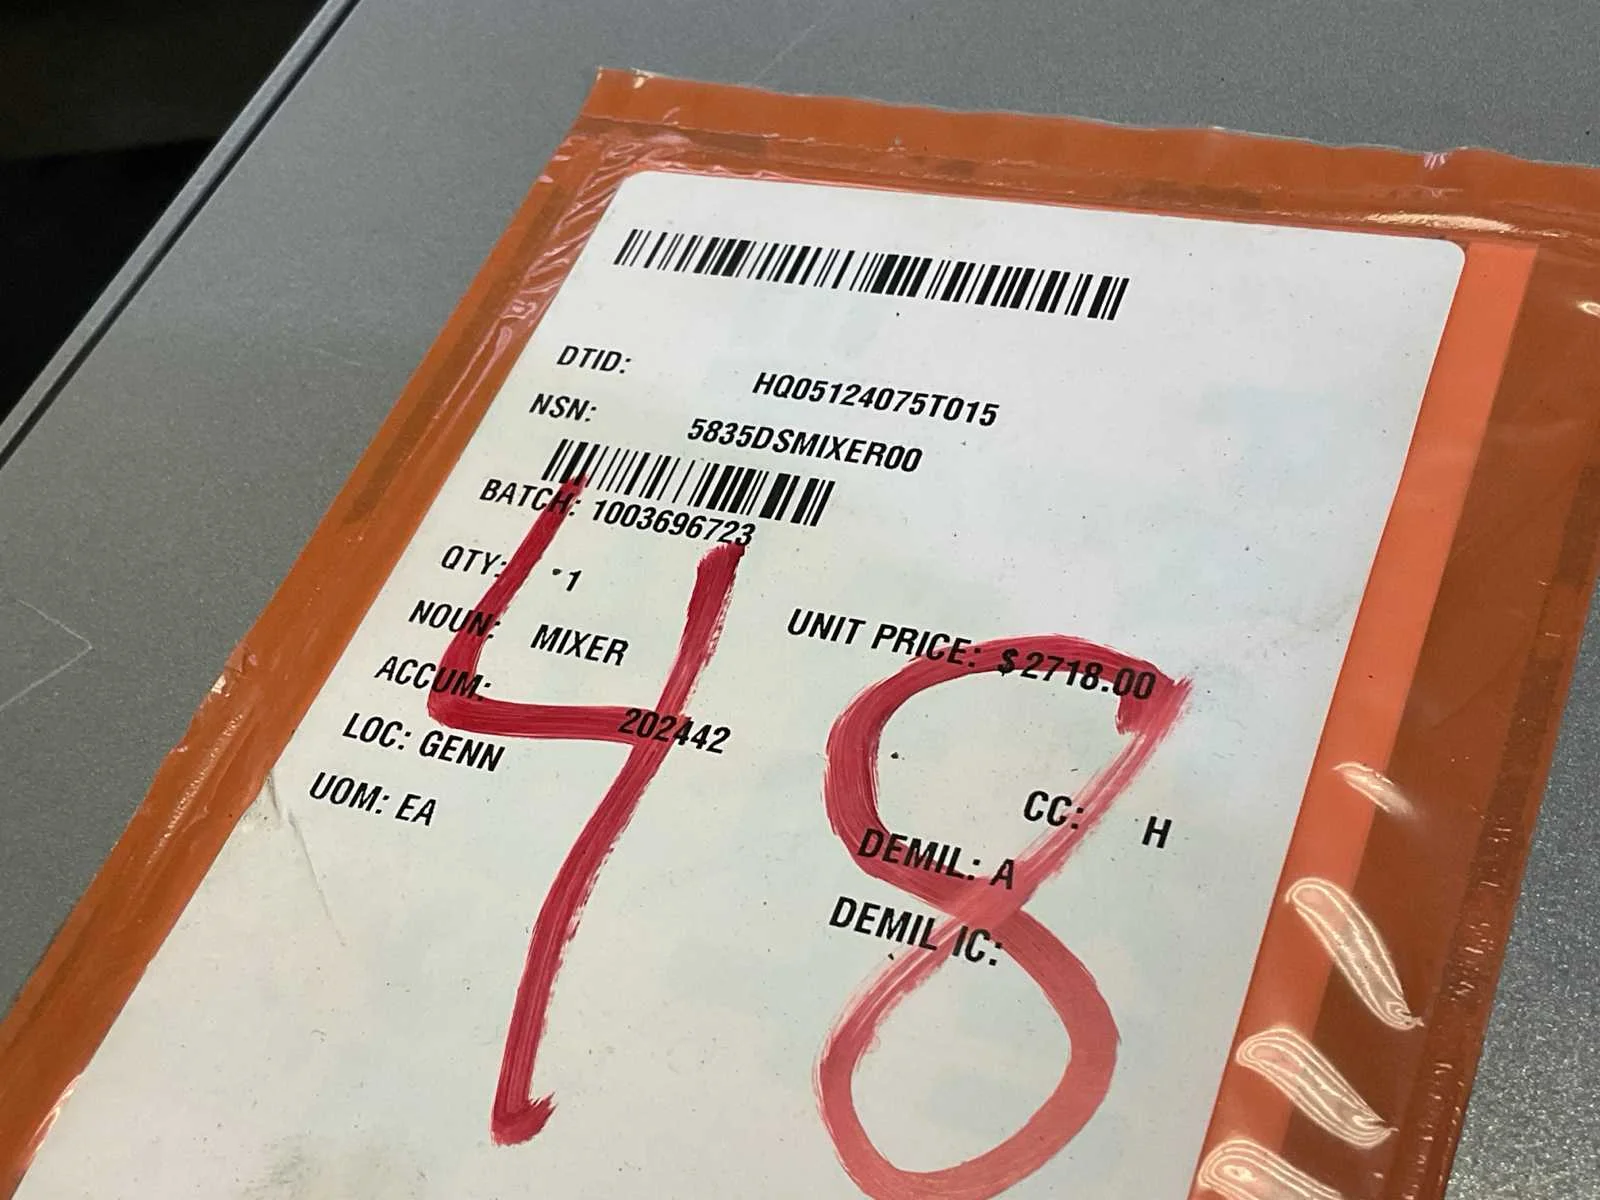 DTID: HQ05124075T015
NSN: 5835DSMIXER00
BATCH: 1003696723
QTY: 1
NOUN: MIXER UNIT PRICE: $2718.00
ACCUM: 202442
LOC: GENN CC: H
UOM: EA DEMIL: A
DEMIL IC:
48